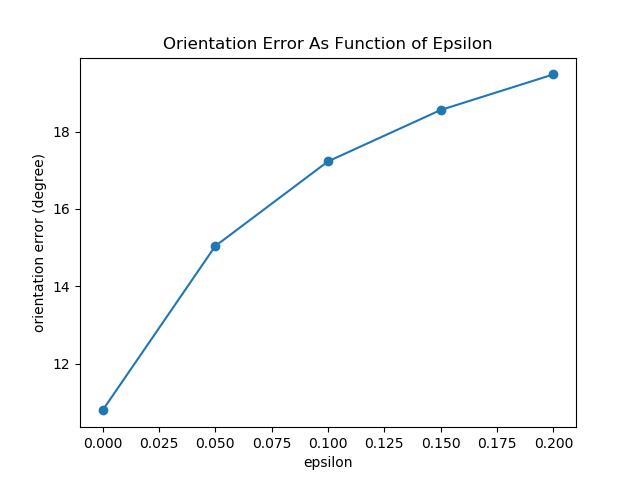 Orientation Error As Function of Epsilon
orientation error (degree)
18
16
14
12
0.000 0.025 0.050 0.075 0.100 0.125 0.150 0.175 0.200
epsilon